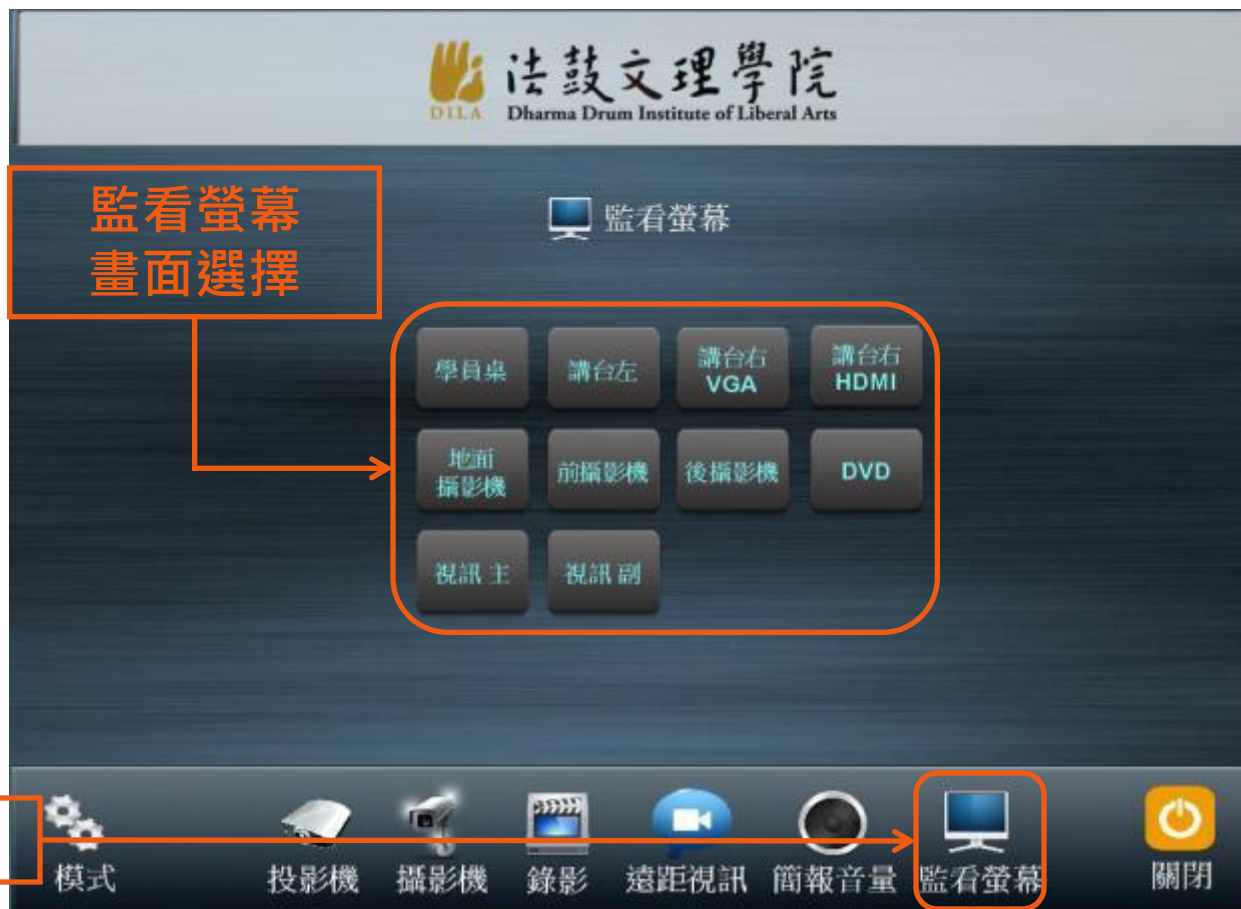 法鼓文理學院
DILA
Dharma Drum Institute of Liberal Arts
監看螢幕
畫面選擇
監看螢幕
學員桌
講台左
講台右
VGA
講台右
HDMI
地面
攝影機
前攝影機
後攝影機
DVD
視訊 主
視訊 副
模式
投影機
攝影機
錄影
遠距視訊
簡報音量
監看螢幕
關閉